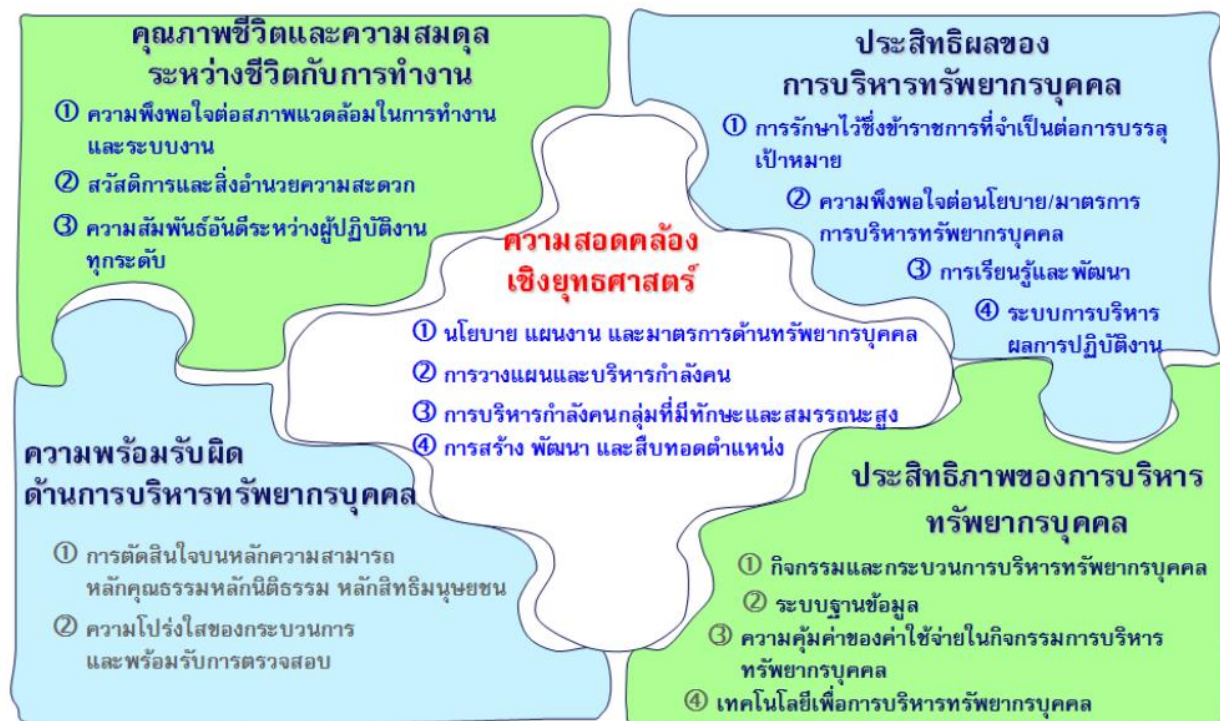 คุณภาพชีวิตและความสมดุล
ระหว่างชีวิตกับการทำงาน
① ความพึงพอใจต่อสภาพแวดล้อมในการทำงาน
และระบบงาน
② สวัสดิการและสิ่งอำนวยความสะดวก
③ ความสัมพันธ์อันดีระหว่างผู้ปฏิบัติงาน
ทุกระดับ
ประสิทธิผลของ
การบริหารทรัพยากรบุคคล
① การรักษาไว้ซึ่งข้าราชการที่จำเป็นต่อการบรรลุ
เป้าหมาย
② ความพึงพอใจต่อนโยบาย/มาตรการ
การบริหารทรัพยากรบุคคล
③ การเรียนรู้และพัฒนา
④ ระบบการบริหาร
ผลการปฏิบัติงาน
ความสอดคล้อง
เชิงยุทธศาสตร์
① นโยบาย แผนงาน และมาตรการด้านทรัพยากรบุคคล
② การวางแผนและบริหารกำลังคน
③ การบริหารกำลังคนกลุ่มที่มีทักษะและสมรรถนะสูง
④ การสร้าง พัฒนา และสืบทอดตำแหน่ง
ความพร้อมรับผิด
ด้านการบริหารทรัพยากรบุคคล
① การตัดสินใจบนหลักความสามารถ
หลักคุณธรรมหลักนิติธรรม หลักสิทธิมนุษยชน
② ความโปร่งใสของกระบวนการ
และพร้อมรับการตรวจสอบ
ประสิทธิภาพของการบริหาร
ทรัพยากรบุคคล
① กิจกรรมและกระบวนการบริหารทรัพยากรบุคคล
② ระบบฐานข้อมูล
③ ความคุ้มค่าของค่าใช้จ่ายในกิจกรรมการบริหาร
ทรัพยากรบุคคล
④ เทคโนโลยีเพื่อการบริหารทรัพยากรบุคคล